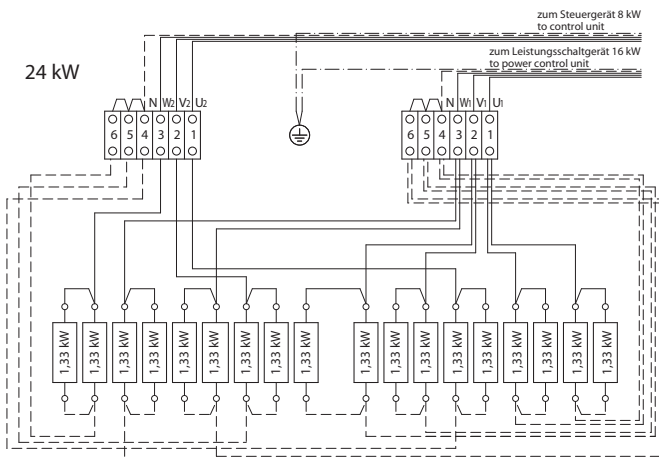 zum Steuergerät 8 kW
to control unit
zum Leistungsschaltgerät 16 kW
to power control unit
24 kW
N W2 V2 U2
N W1 V1 U1
6 5 4 3 2 1
6 5 4 3 2 1
1,33 kW 1,33 kW 1,33 kW 1,33 kW 1,33 kW 1,33 kW 1,33 kW 1,33 kW 1,33 kW 1,33 kW 1,33 kW 1,33 kW 1,33 kW 1,33 kW 1,33 kW 1,33 kW 1,33 kW 1,33 kW